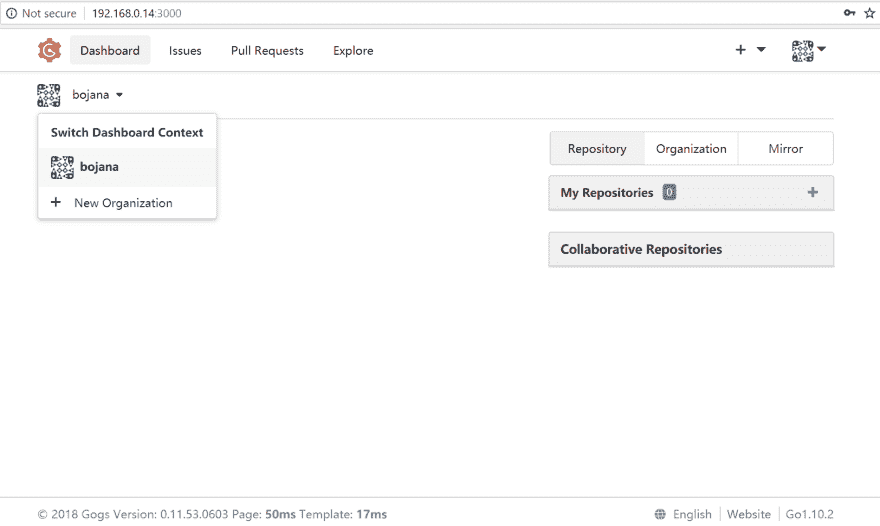 Not secure 192.168.0.14:3000
Dashboard Issues Pull Requests Explore
bojana
Switch Dashboard Context
bojana
New Organization
Repository Organization Mirror
My Repositories 0
Collaborative Repositories
© 2018 Gogs Version: 0.11.53.0603 Page: 50ms Template: 17ms English Website Go1.10.2